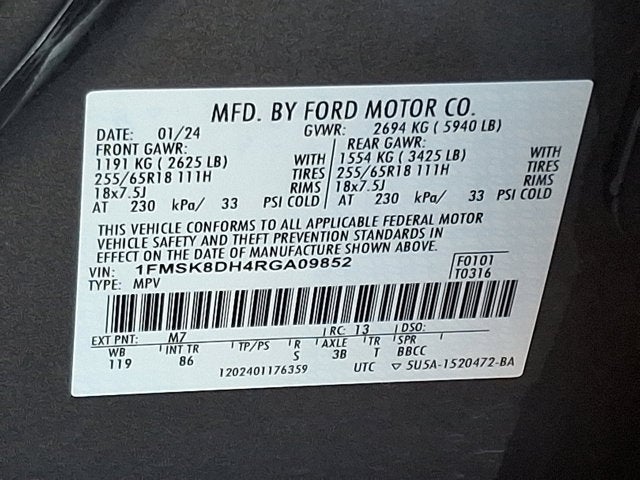 MFD. BY FORD MOTOR CO.
DATE: 01/24 GVWR: 2694 KG ( 5940 LB)
FRONT GAWR: REAR GAWR:
1191 KG ( 2625 LB) WITH 1554 KG ( 3425 LB) WITH
255/65R18 111H TIRES 255/65R18 111H TIRES
18x7.5J RIMS 18x7.5J RIMS
AT 230 kPa/ 33 PSI COLD AT 230 kPa/ 33 PSI COLD
THIS VEHICLE CONFORMS TO ALL APPLICABLE FEDERAL MOTOR
VEHICLE SAFETY AND THEFT PREVENTION STANDARDS IN
EFFECT ON THE DATE OF MANUFACTURE SHOWN ABOVE.
VIN: 1FMSK8DH4RGA09852 F0101
TYPE: MPV T0316
EXT PNT: M7 RC: 13 DSO:
WB INT TR TP/PS R AXLE TR SPR
119 86 S 3B T BBCC
1202401176359 UTC ▽ 5U5A-1520472-BA